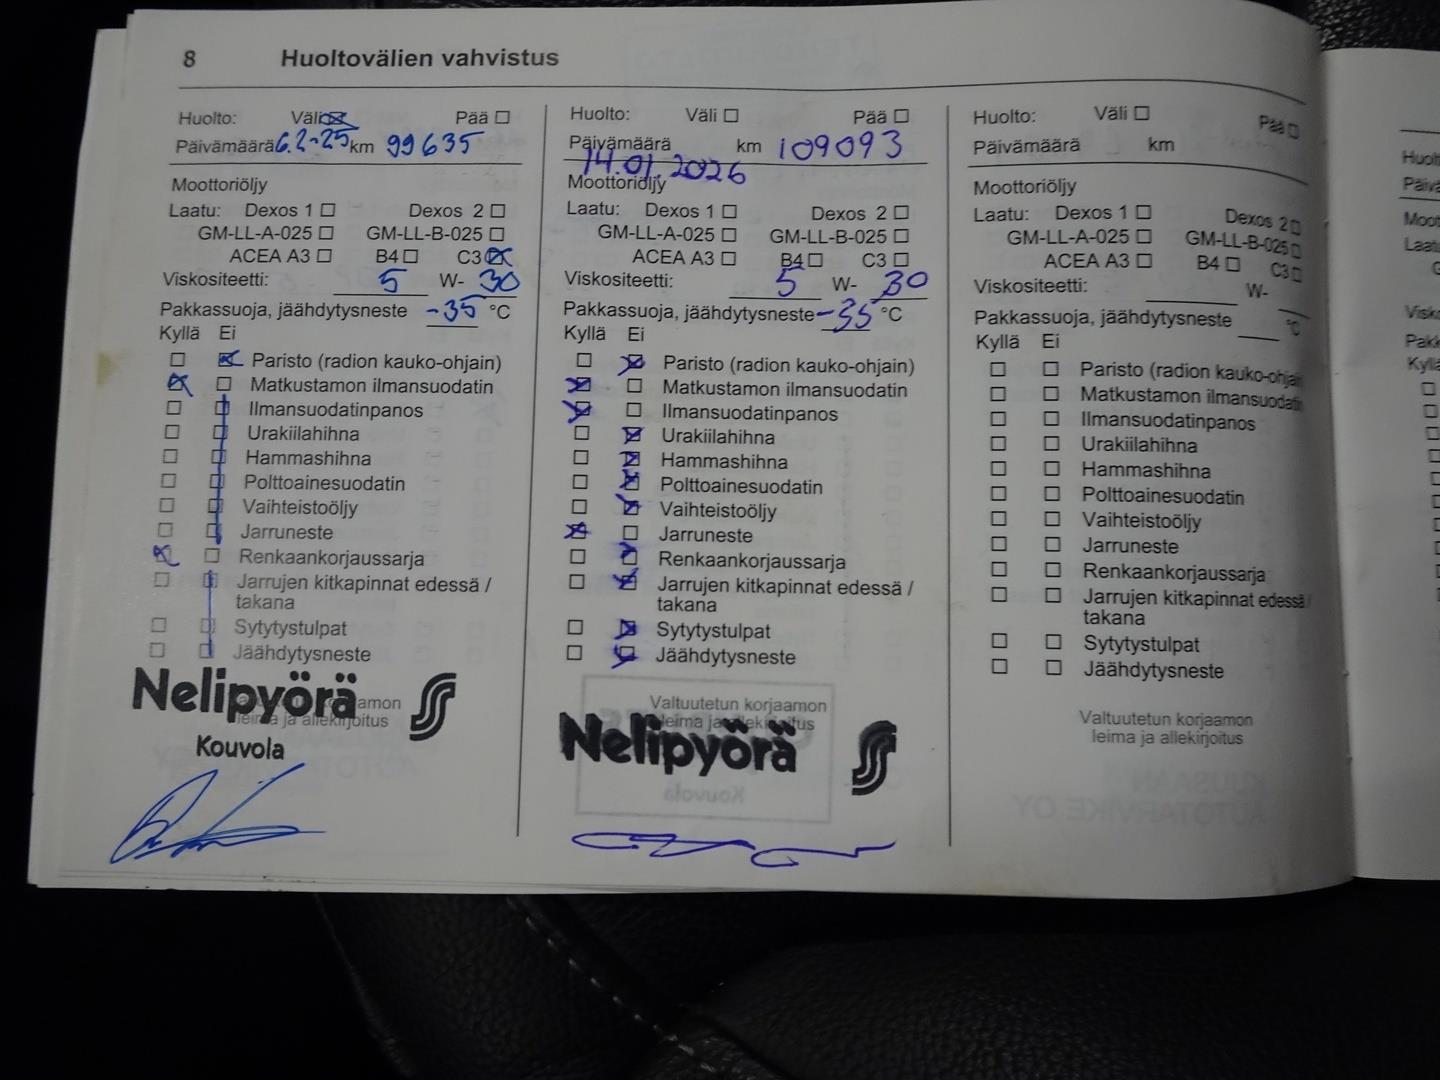 8 Huoltovälien vahvistus
Huolto: Väli Pää
Päivämäärä 6.2-25 km 99635
Moottoriöljy
Laatu: Dexos 1 Dexos 2
GM-LL-A-025 GM-LL-B-025
ACEA A3 B4 C3
Viskositeetti: 5 W- 30
Pakkassuoja, jäähdytysneste -35 °C
Kyllä Ei
Paristo (radion kauko-ohjain)
Matkustamon ilmansuodatin
Ilmansuodatinpanos
Urakiilahihna
Hammashihna
Polttoainesuodatin
Vaihteistoöljy
Jarruneste
Renkaankorjaussarja
Jarrujen kitkapinnat edessä /
takana
Sytytystulpat
Jäähdytysneste
Nelipyörä
Kouvola
Huolto: Väli Pää
Päivämäärä km 109093
14.01.2026
Moottoriöljy
Laatu: Dexos 1 Dexos 2
GM-LL-A-025 GM-LL-B-025
ACEA A3 B4 C3
Viskositeetti: 5 W- 30
Pakkassuoja, jäähdytysneste -35 °C
Kyllä Ei
Paristo (radion kauko-ohjain)
Matkustamon ilmansuodatin
Ilmansuodatinpanos
Urakiilahihna
Hammashihna
Polttoainesuodatin
Vaihteistoöljy
Jarruneste
Renkaankorjaussarja
Jarrujen kitkapinnat edessä /
takana
Sytytystulpat
Jäähdytysneste
Valtuutetun korjaamon
leima ja allekirjoitus
Nelipyörä
Huolto: Väli Pää
Päivämäärä km
Moottoriöljy
Laatu: Dexos 1 Dexos 2
GM-LL-A-025 GM-LL-B-025
ACEA A3 B4 C3
Viskositeetti: W-
Pakkassuoja, jäähdytysneste °C
Kyllä Ei
Paristo (radion kauko-ohjain
Matkustamon ilmansuodatin
Ilmansuodatinpanos
Urakiilahihna
Hammashihna
Polttoainesuodatin
Vaihteistoöljy
Jarruneste
Renkaankorjaussarja
Jarrujen kitkapinnat edessä /
takana
Sytytystulpat
Jäähdytysneste
Valtuutetun korjaamon
leima ja allekirjoitus